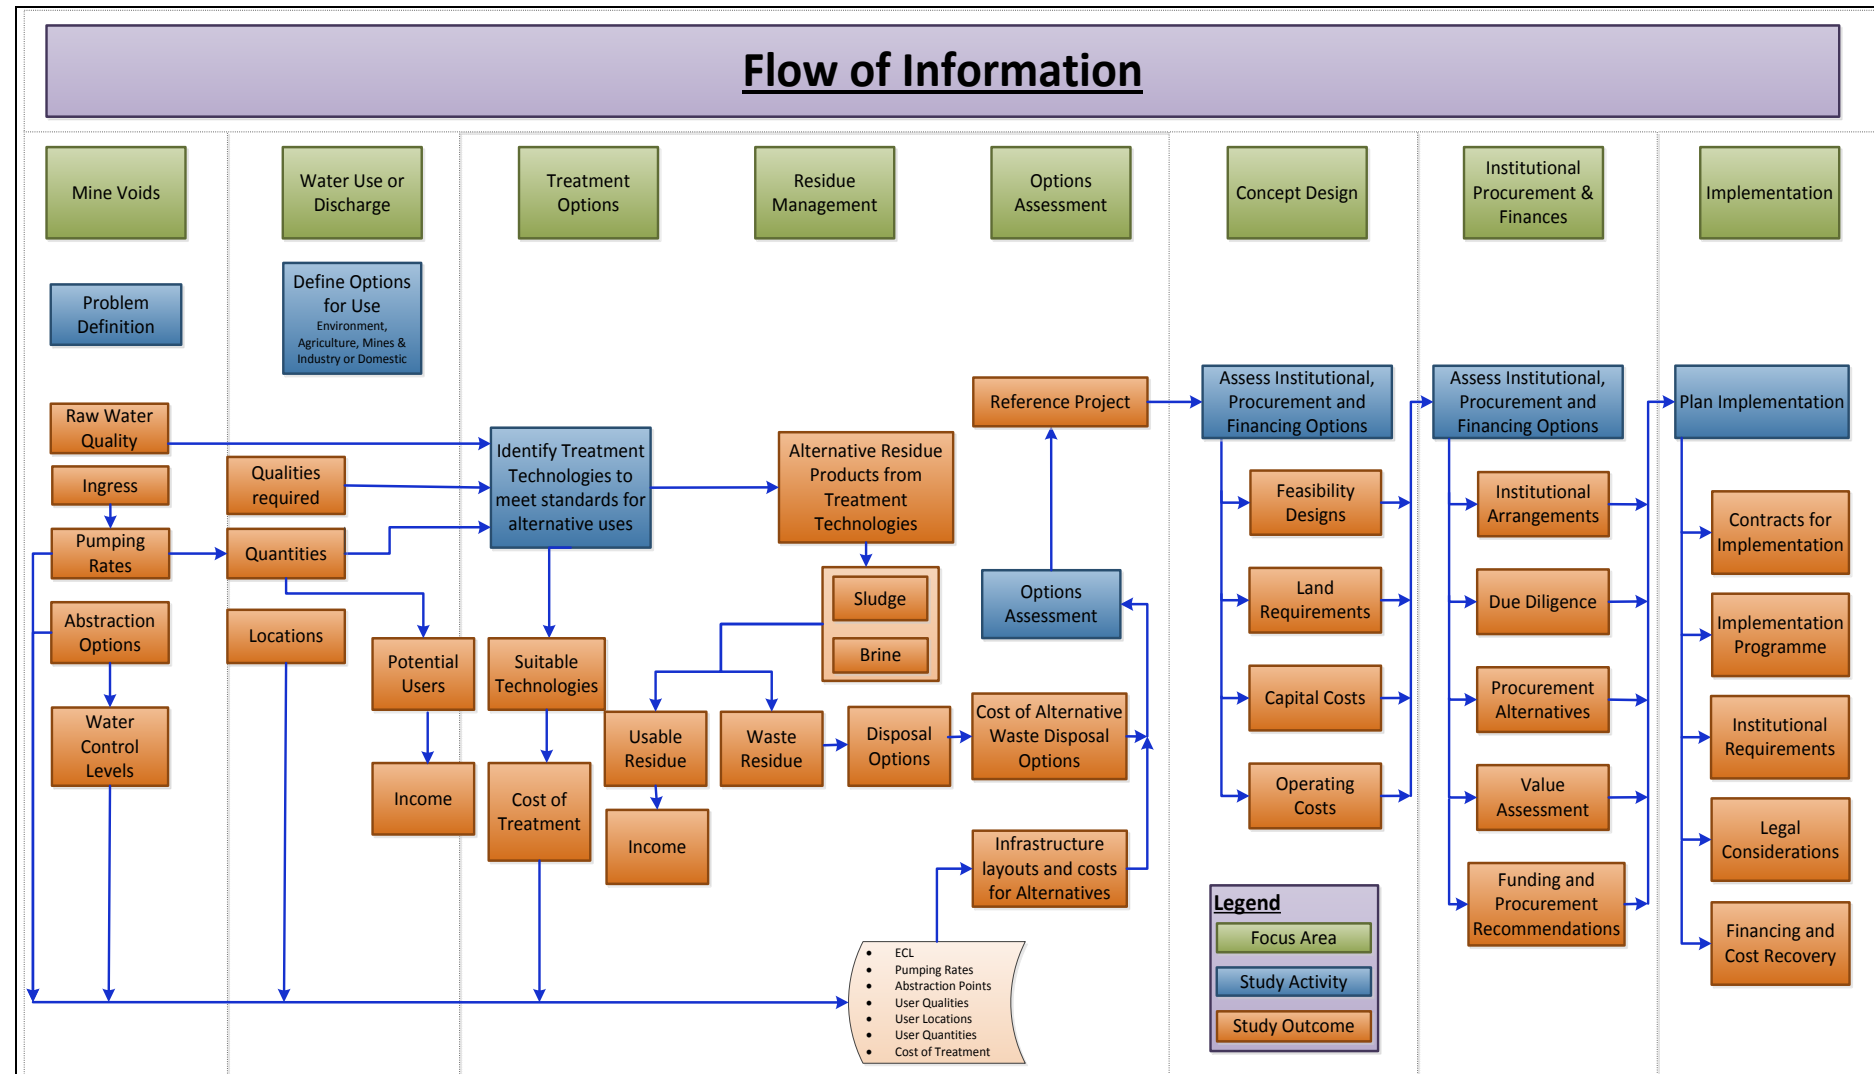 Flow of Information
Mine Voids
Water Use or
Discharge
Treatment
Options
Residue
Management
Options
Assessment
Concept Design
Institutional
Procurement &
Finances
Implementation
Problem
Definition
Define Options
for Use
Environment,
Agriculture, Mines &
Industry or Domestic
Raw Water
Quality
Ingress
Pumping
Rates
Abstraction
Options
Water
Control
Levels
Qualities
required
Quantities
Locations
Potential
Users
Income
Identify Treatment
Technologies to
meet standards for
alternative uses
Suitable
Technologies
Cost of
Treatment
Alternative Residue
Products from
Treatment
Technologies
Sludge
Brine
Usable
Residue
Income
Waste
Residue
Disposal
Options
Cost of Alternative
Waste Disposal
Options
Reference Project
Options
Assessment
Infrastructure
layouts and costs
for Alternatives
• ECL
• Pumping Rates
• Abstraction Points
• User Qualities
• User Locations
• User Quantities
• Cost of Treatment
Assess Institutional,
Procurement and
Financing Options
Feasibility
Designs
Land
Requirements
Capital Costs
Operating
Costs
Assess Institutional,
Procurement and
Financing Options
Institutional
Arrangements
Due Diligence
Procurement
Alternatives
Value
Assessment
Funding and
Procurement
Recommendations
Plan Implementation
Contracts for
Implementation
Implementation
Programme
Institutional
Requirements
Legal
Considerations
Financing and
Cost Recovery
Legend
Focus Area
Study Activity
Study Outcome